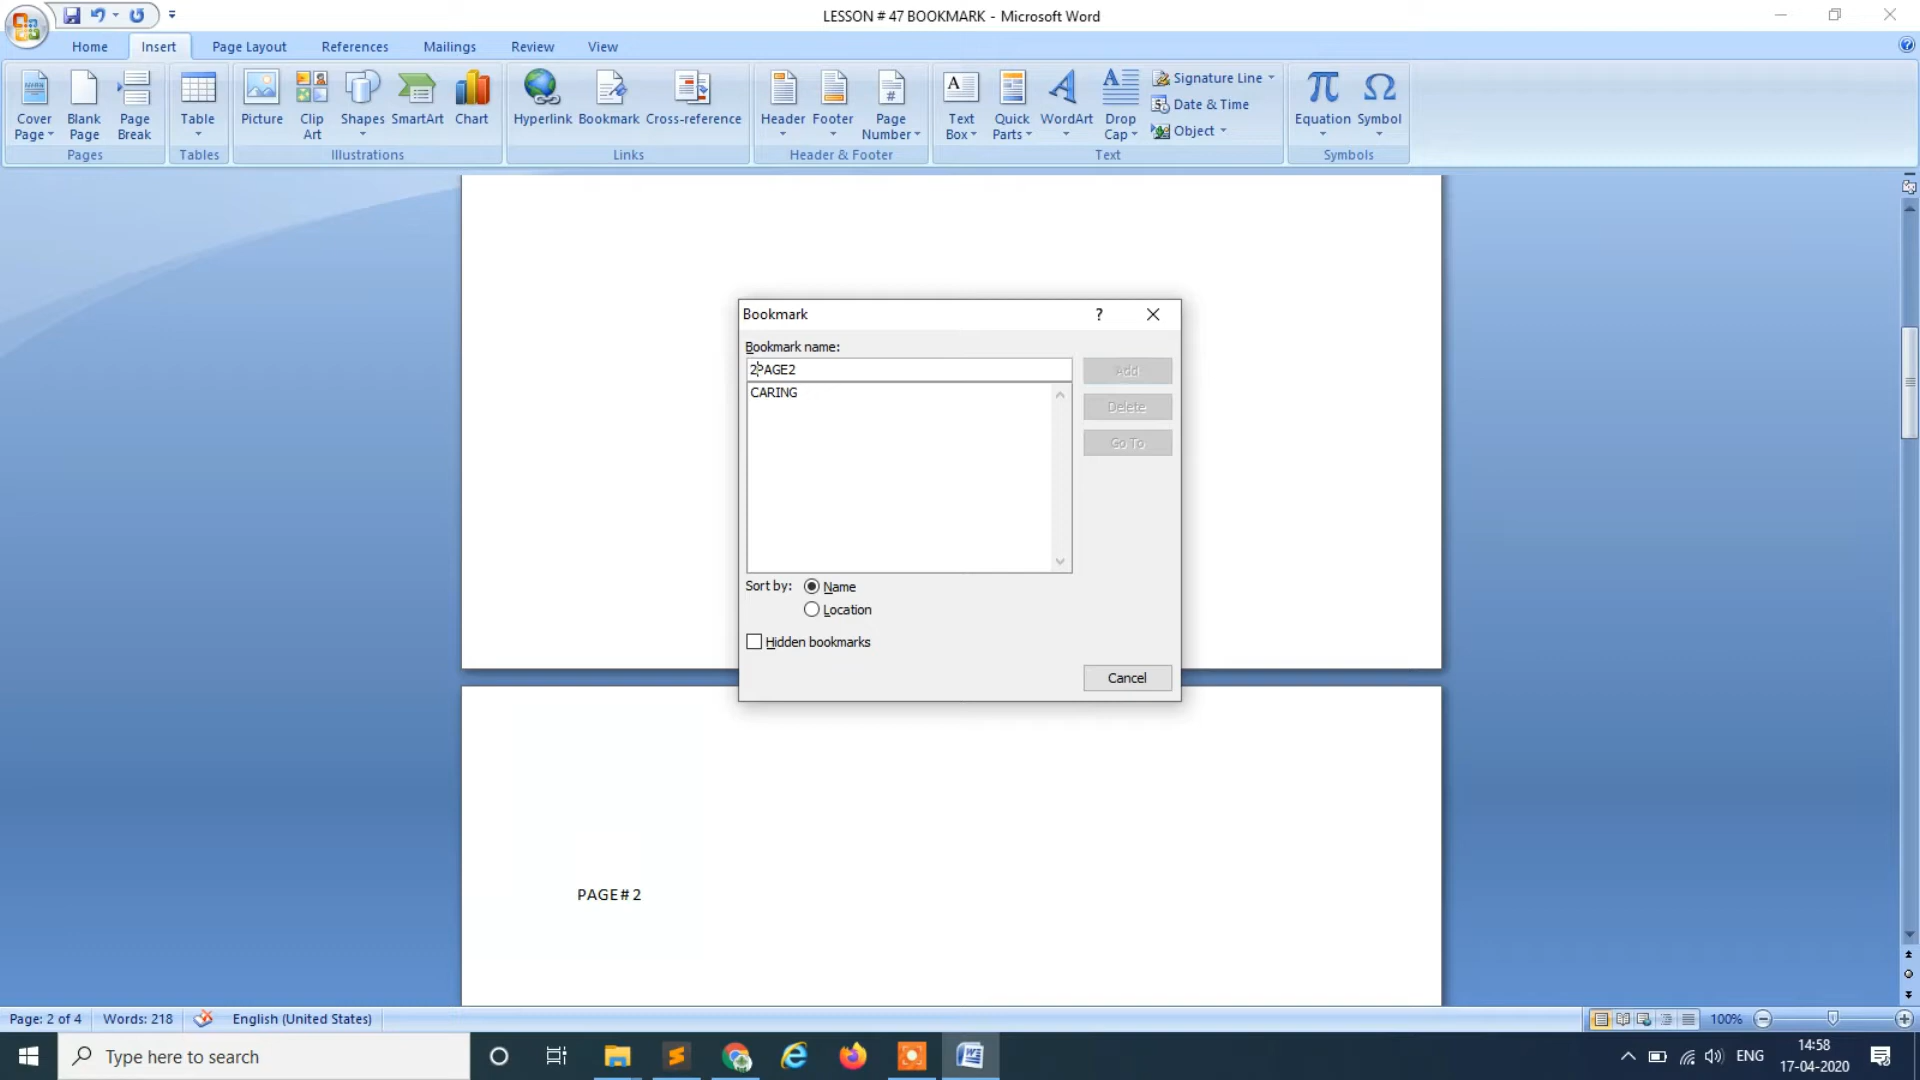 LESSON # 47 BOOKMARK - Microsoft Word
Home Insert Page Layout References Mailings Review View
Cover Page
Blank Page
Page Break
Table
Picture
Clip Art
Shapes
SmartArt
Chart
Hyperlink
Bookmark
Cross-reference
Header
Footer
Page Number
Text Box
Quick Parts
WordArt
Drop Cap
Signature Line
Date & Time
Object
Equation
Symbol
Pages Tables Illustrations Links Header & Footer Text Symbols
Bookmark ?
Bookmark name:
2PAGE2
Add
CARING
Delete
Go To
Sort by: Name
Location
Hidden bookmarks
Cancel
PAGE# 2
Page: 2 of 4 Words: 218 English (United States) 100%
Type here to search
ENG
14:58
17-04-2020